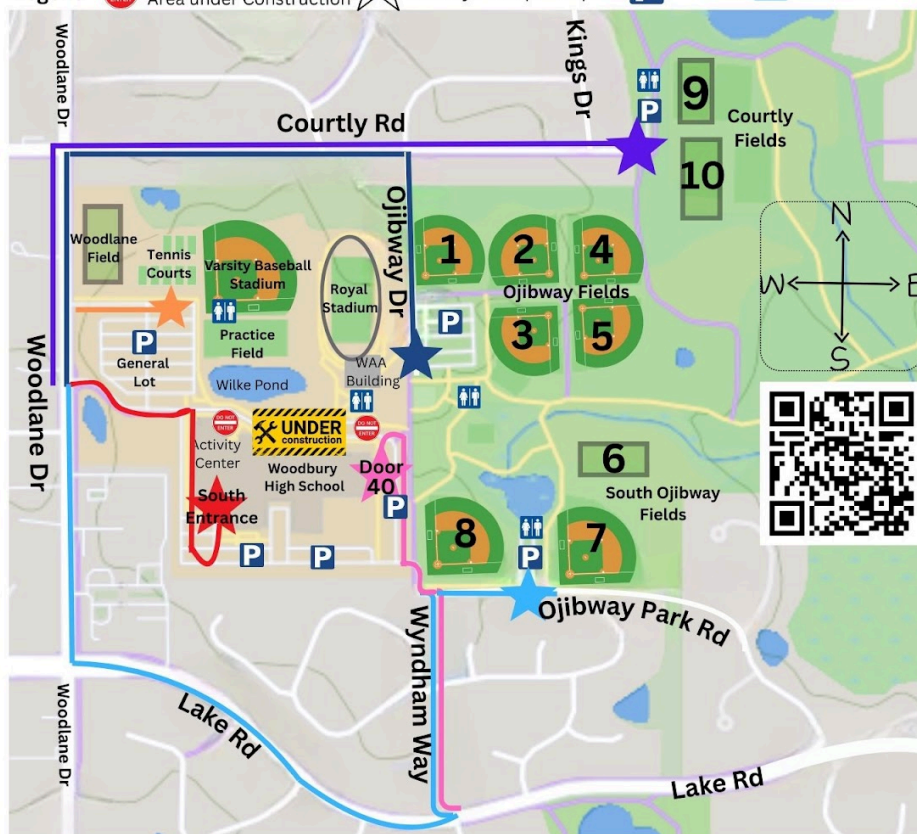 Area under Construction
Woodlane Dr
Kings Dr
Courtly Rd
9
Courtly
Fields
10
P
Woodlane
Field
Tennis
Courts
Varsity Baseball
Stadium
Royal
Stadium
Ojibway Dr
1
2
4
Ojibway Fields
3
5
N
W
S
P
General
Lot
Practice
Field
P
WAA
Building
Wilke Pond
Woodlane Dr
DO NOT
ENTER
UNDER
construction
DO NOT
ENTER
Activity
Center
Woodbury
High School
Door
40
South
Entrance
P
P
P
6
South Ojibway
Fields
8
7
P
Ojibway Park Rd
Wyndham Way
Woodlane Dr
Lake Rd
Lake Rd